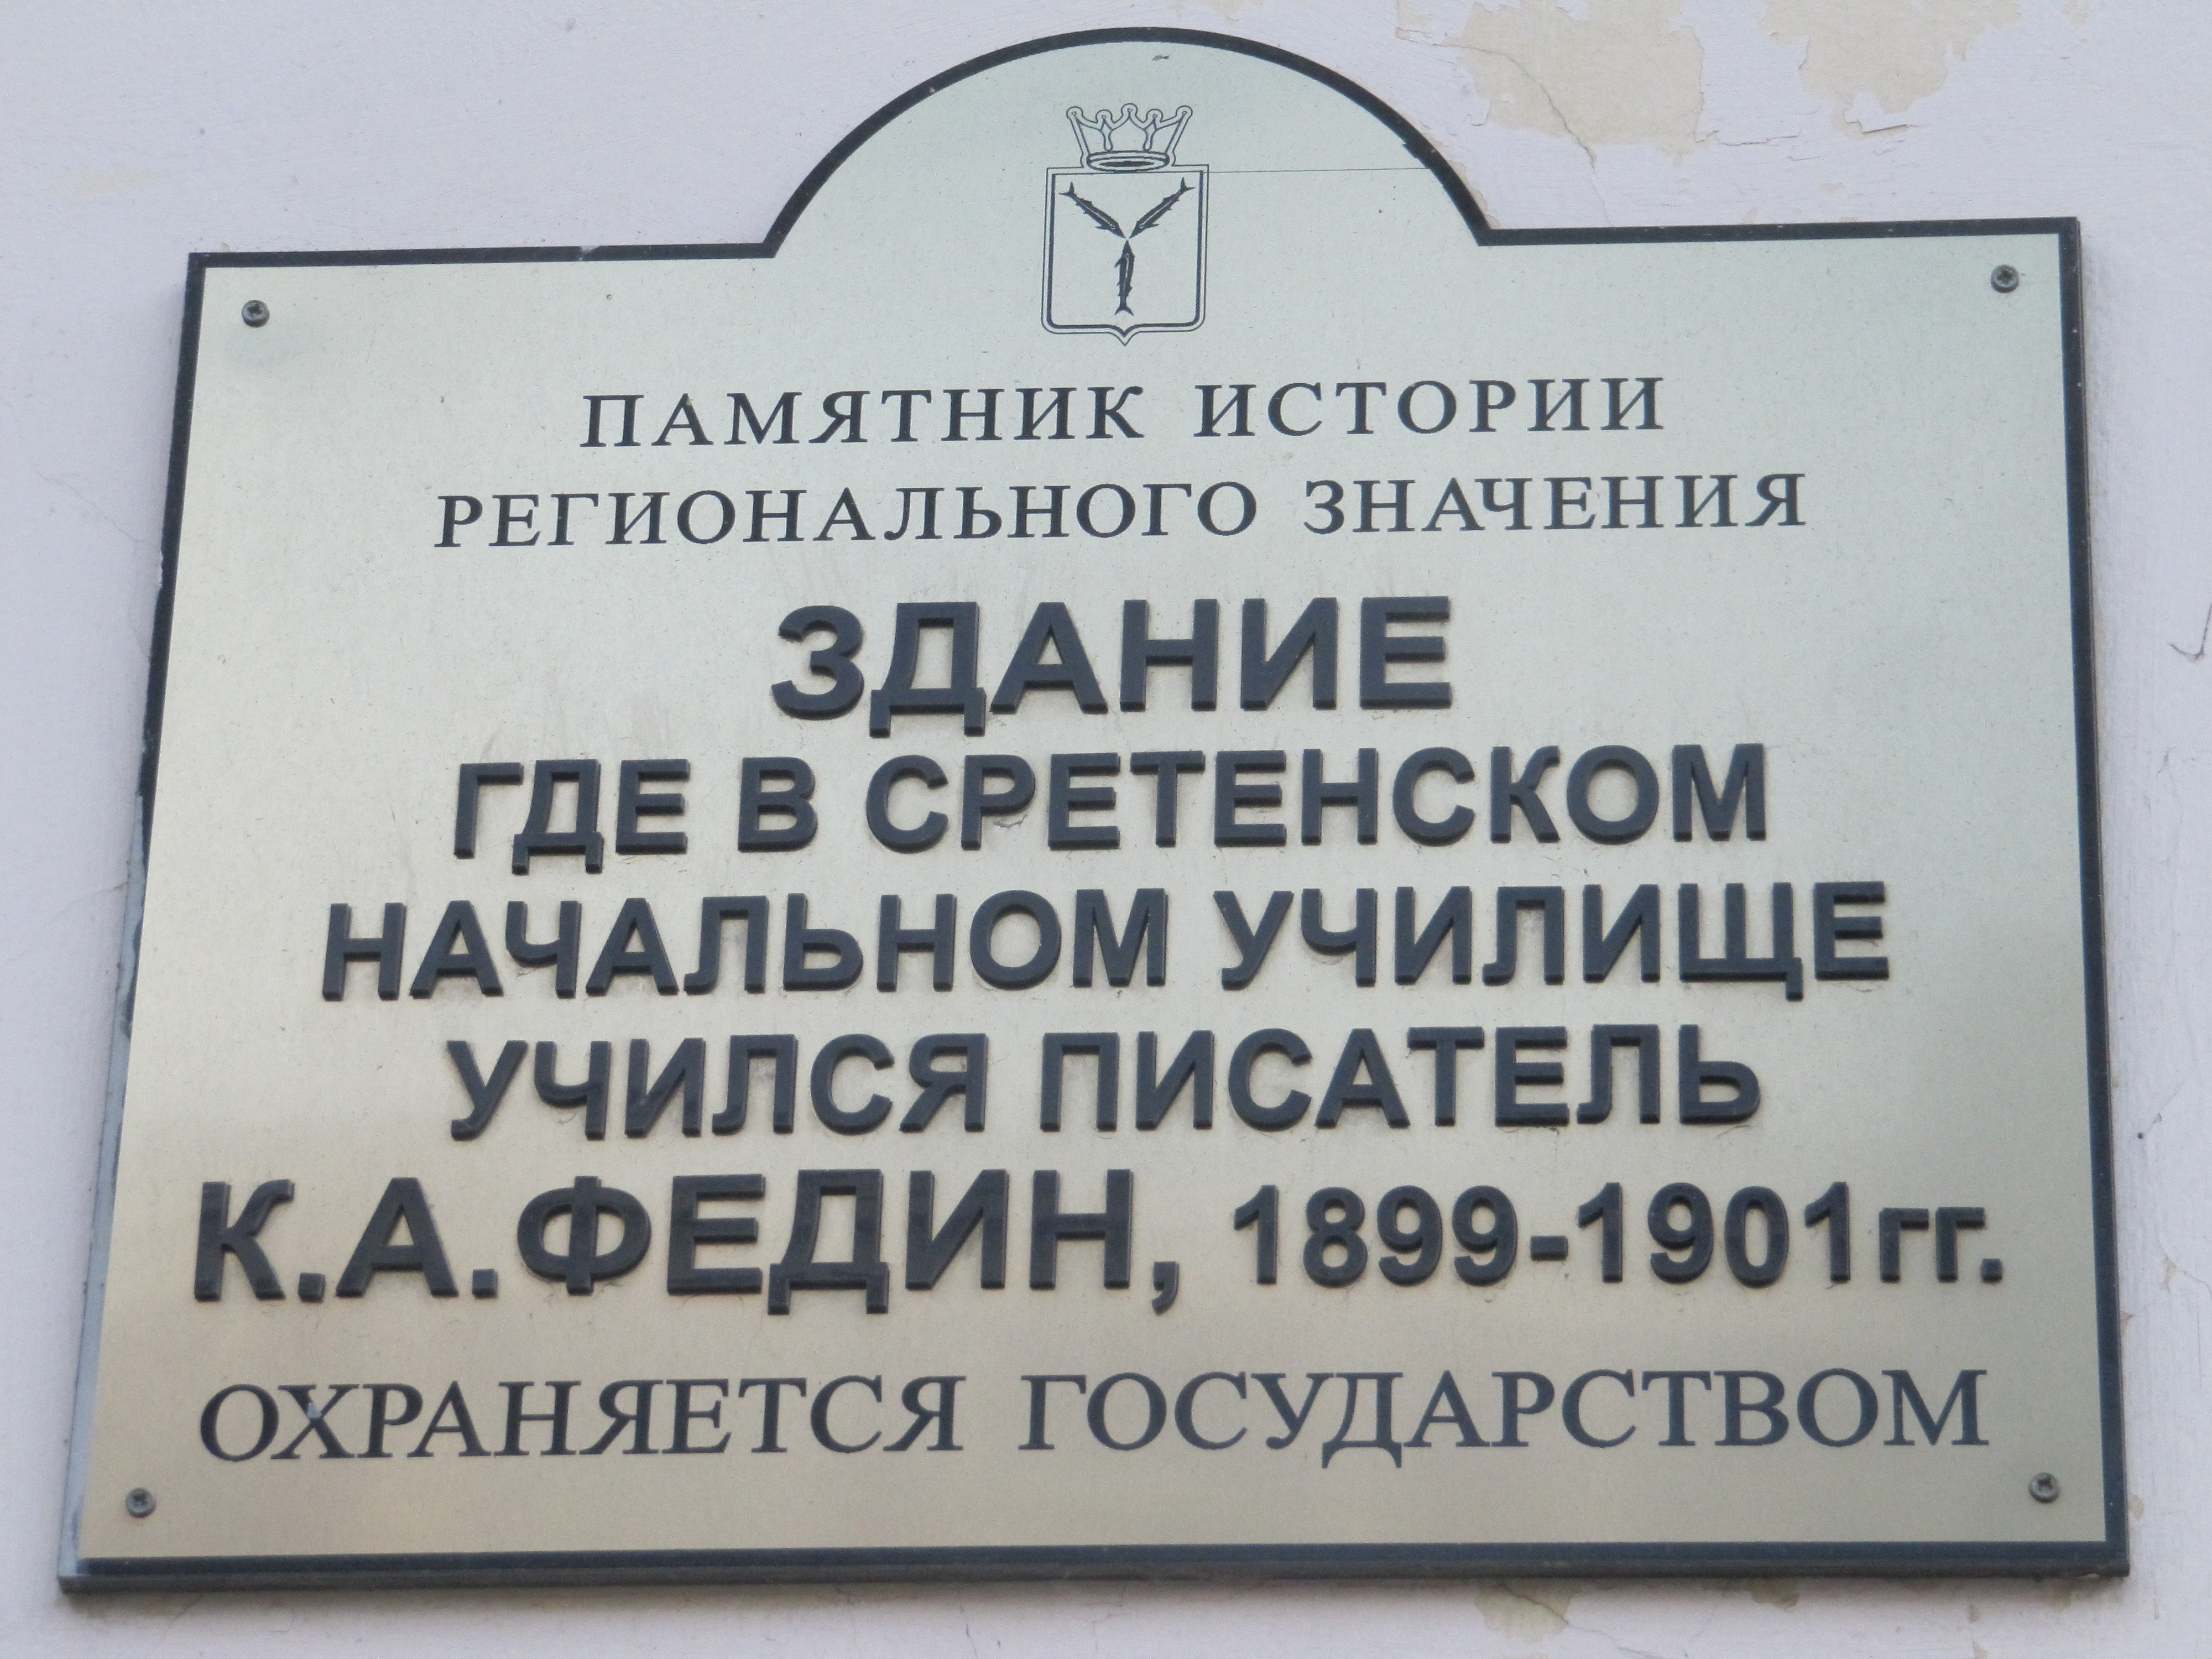 ПАМЯТНИК ИСТОРИИ
РЕГИОНАЛЬНОГО ЗНАЧЕНИЯ
ЗДАНИЕ
ГДЕ В СРЕТЕНСКОМ
НАЧАЛЬНОМ УЧИЛИЩЕ
УЧИЛСЯ ПИСАТЕЛЬ
К.А.ФЕДИН, 1899-1901гг.
ОХРАНЯЕТСЯ ГОСУДАРСТВОМ